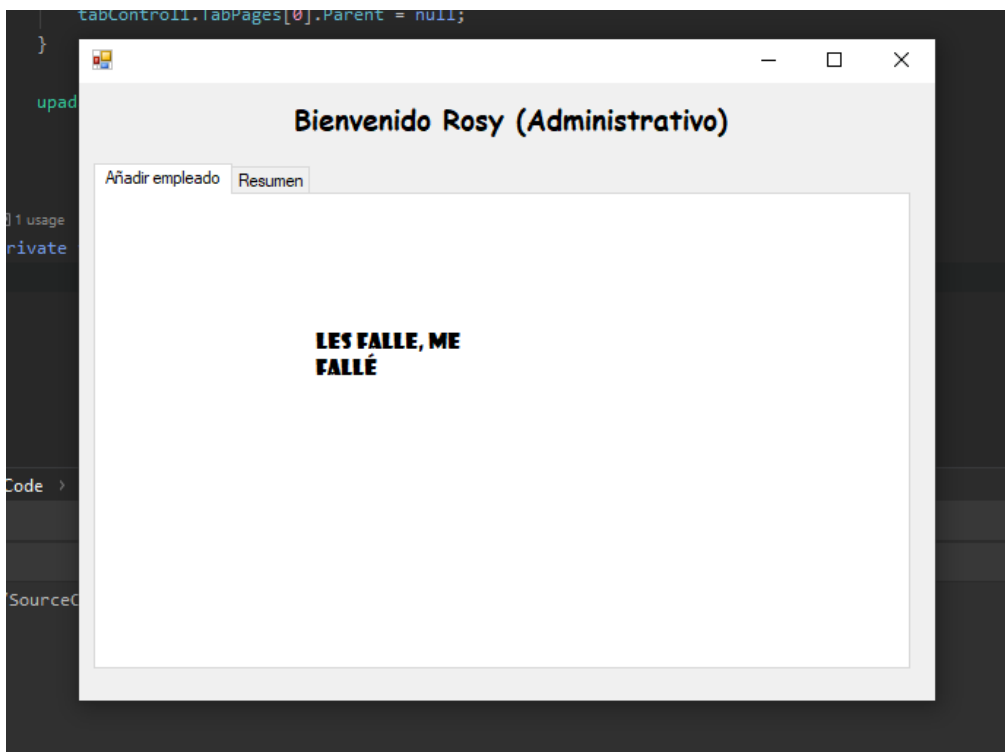 tabControl1.TabPages[0].Parent = null;
}
upad
Bienvenido Rosy (Administrativo)
Añadir empleado Resumen
1 usage
rivate
LES FALLE, ME
FALLÉ
Code >
/SourceC